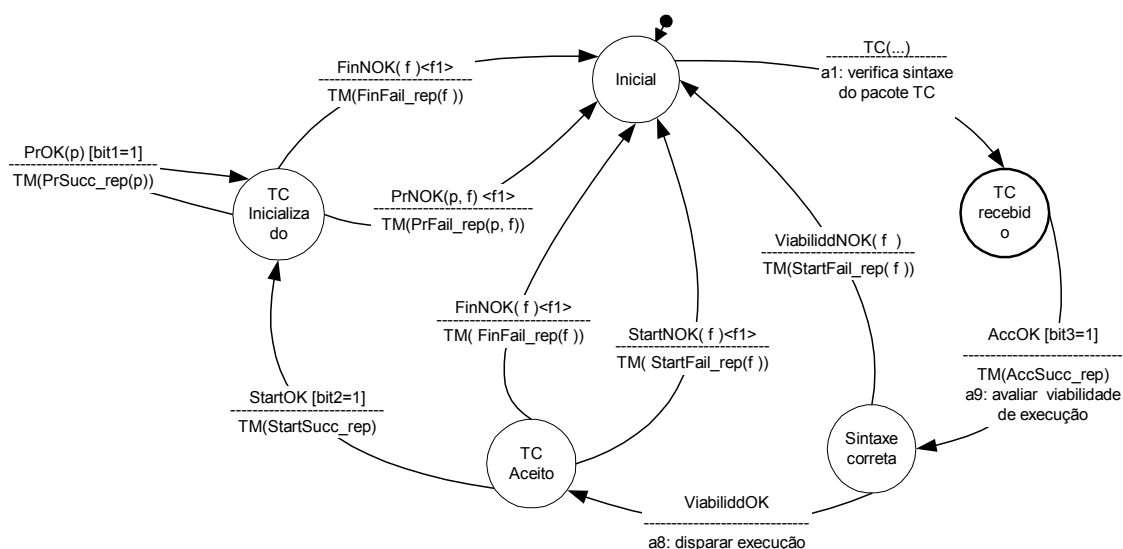 TC(...)
a1: verifica sintaxe
do pacote TC
FinNOK( f )<f1>
TM(FinFail_rep(f ))
Inicial
PrOK(p) [bit1=1]
TM(PrSucc_rep(p))
TC
Inicializa
do
PrNOK(p, f) <f1>
TM(PrFail_rep(p, f))
TC
recebid
o
ViabiliddNOK( f )
TM(StartFail_rep( f ))
FinNOK( f )<f1>
TM( FinFail_rep(f ))
StartNOK( f )<f1>
TM( StartFail_rep(f ))
AccOK [bit3=1]
TM(AccSucc_rep)
a9: avaliar viabilidade
de execução
StartOK [bit2=1]
TM(StartSucc_rep)
TC
Aceito
Sintaxe
correta
ViabiliddOK
a8: disparar execução